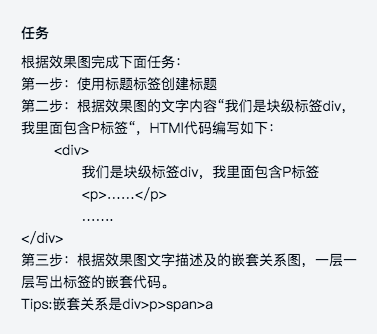 任务
根据效果图完成下面任务：
第一步：使用标题标签创建标题
第二步：根据效果图的文字内容“我们是块级标签div，
我里面包含P标签“，HTMl代码编写如下：
<div>
我们是块级标签div，我里面包含P标签
<p>……</p>
…….
</div>
第三步：根据效果图文字描述及的嵌套关系图，一层一
层写出标签的嵌套代码。
Tips:嵌套关系是div>p>span>a